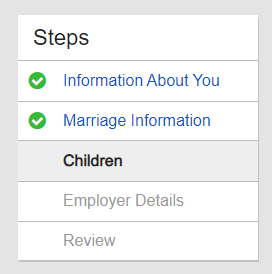 Steps
Information About You
Marriage Information
Children
Employer Details
Review